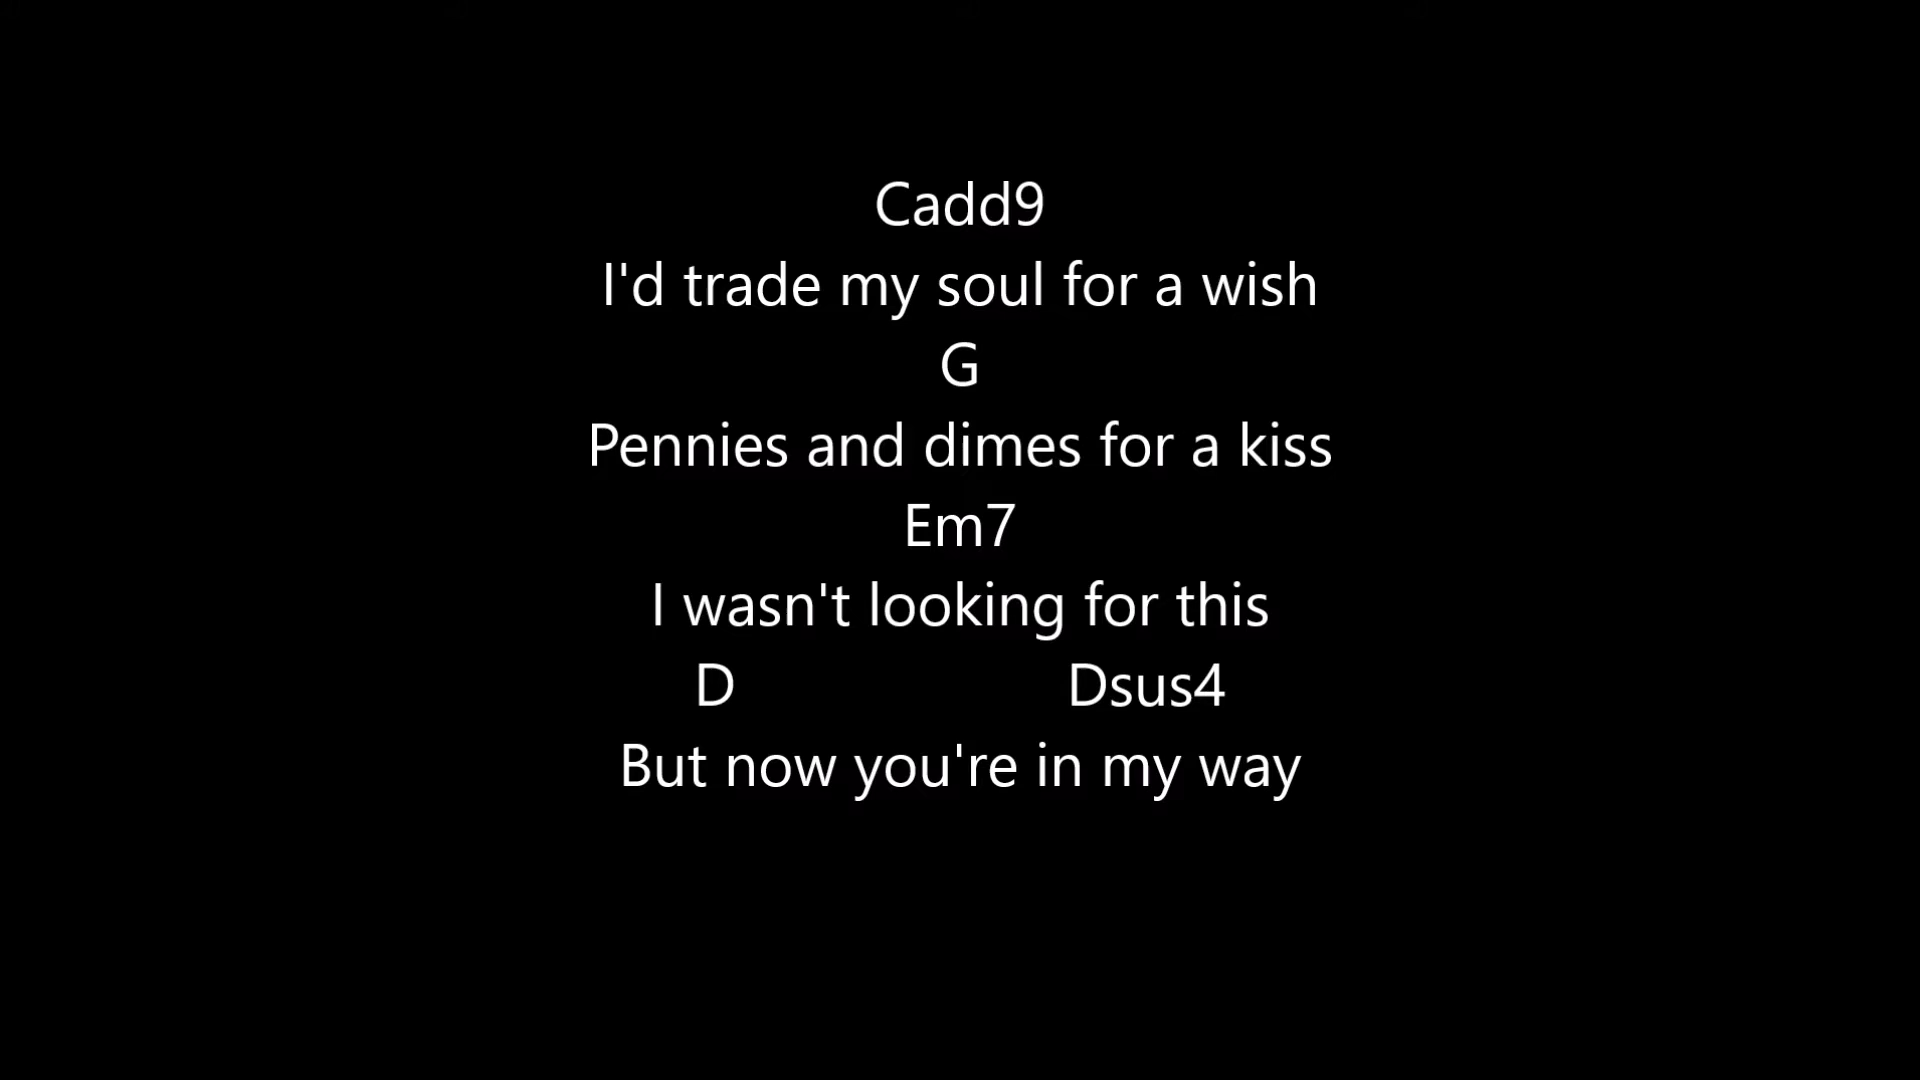 Cadd9
I'd trade my soul for a wish
G
Pennies and dimes for a kiss
Em7
I wasn't looking for this
D Dsus4
But now you're in my way